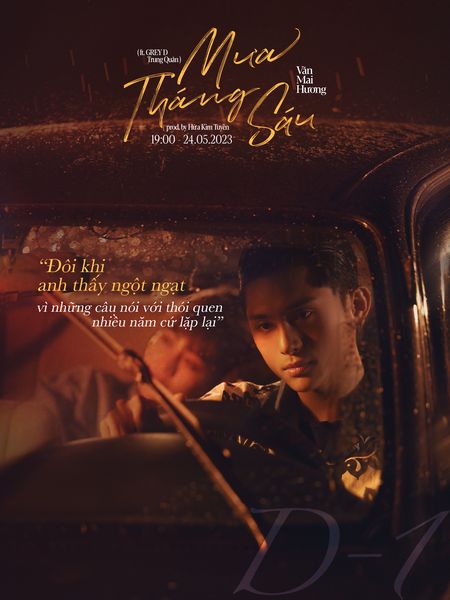 ( ft. GREY D
Trung Quân )
Mưa
Tháng
Sáu
Văn
Mai
Hương
( prod. by Hứa Kim Tuyền )
19:00 - 24.05.2023
“Đôi khi
anh thấy ngột ngạt
vì những câu nói với thói quen
nhiều năm cứ lặp lại”
D-1